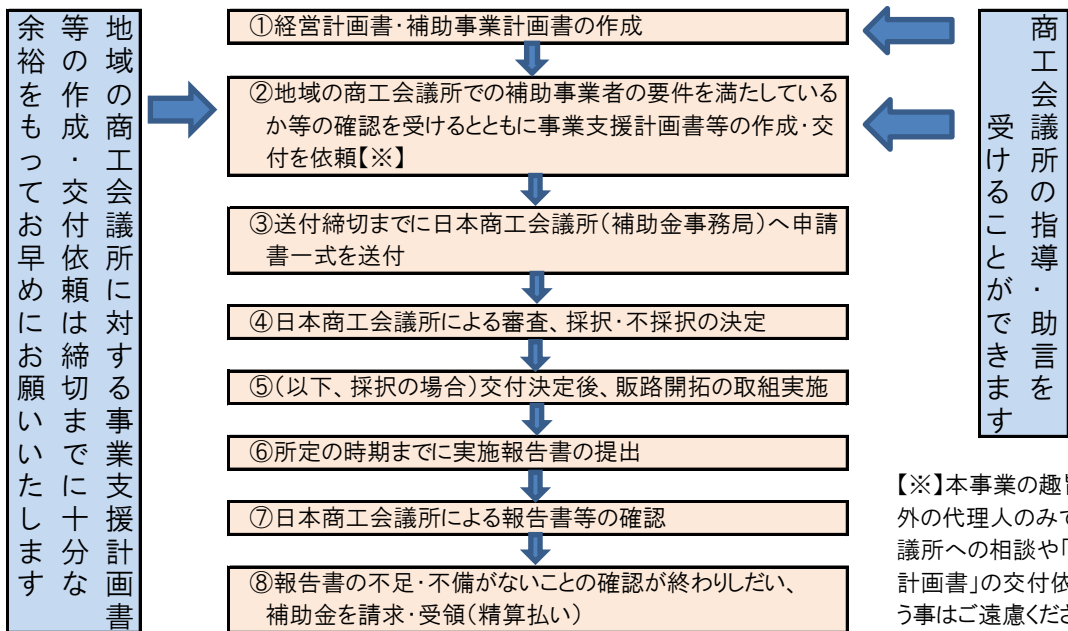 地域の商工会議所に対する事業支援計画書
等の作成・交付依頼は締切までに十分な
余裕をもってお早めにお願いいたします
①経営計画書・補助事業計画書の作成
②地域の商工会議所での補助事業者の要件を満たしている
か等の確認を受けるとともに事業支援計画書等の作成・交
付を依頼【※】
③送付締切までに日本商工会議所（補助金事務局）へ申請
書一式を送付
④日本商工会議所による審査、採択・不採択の決定
⑤（以下、採択の場合）交付決定後、販路開拓の取組実施
⑥所定の時期までに実施報告書の提出
⑦日本商工会議所による報告書等の確認
⑧報告書の不足・不備がないことの確認が終わりしだい、
補助金を請求・受領（精算払い）
商工会議所の指導・助言を
受けることができます
【※】本事業の趣
外の代理人のみで
議所への相談や「
計画書」の交付依
う事はご遠慮くださ